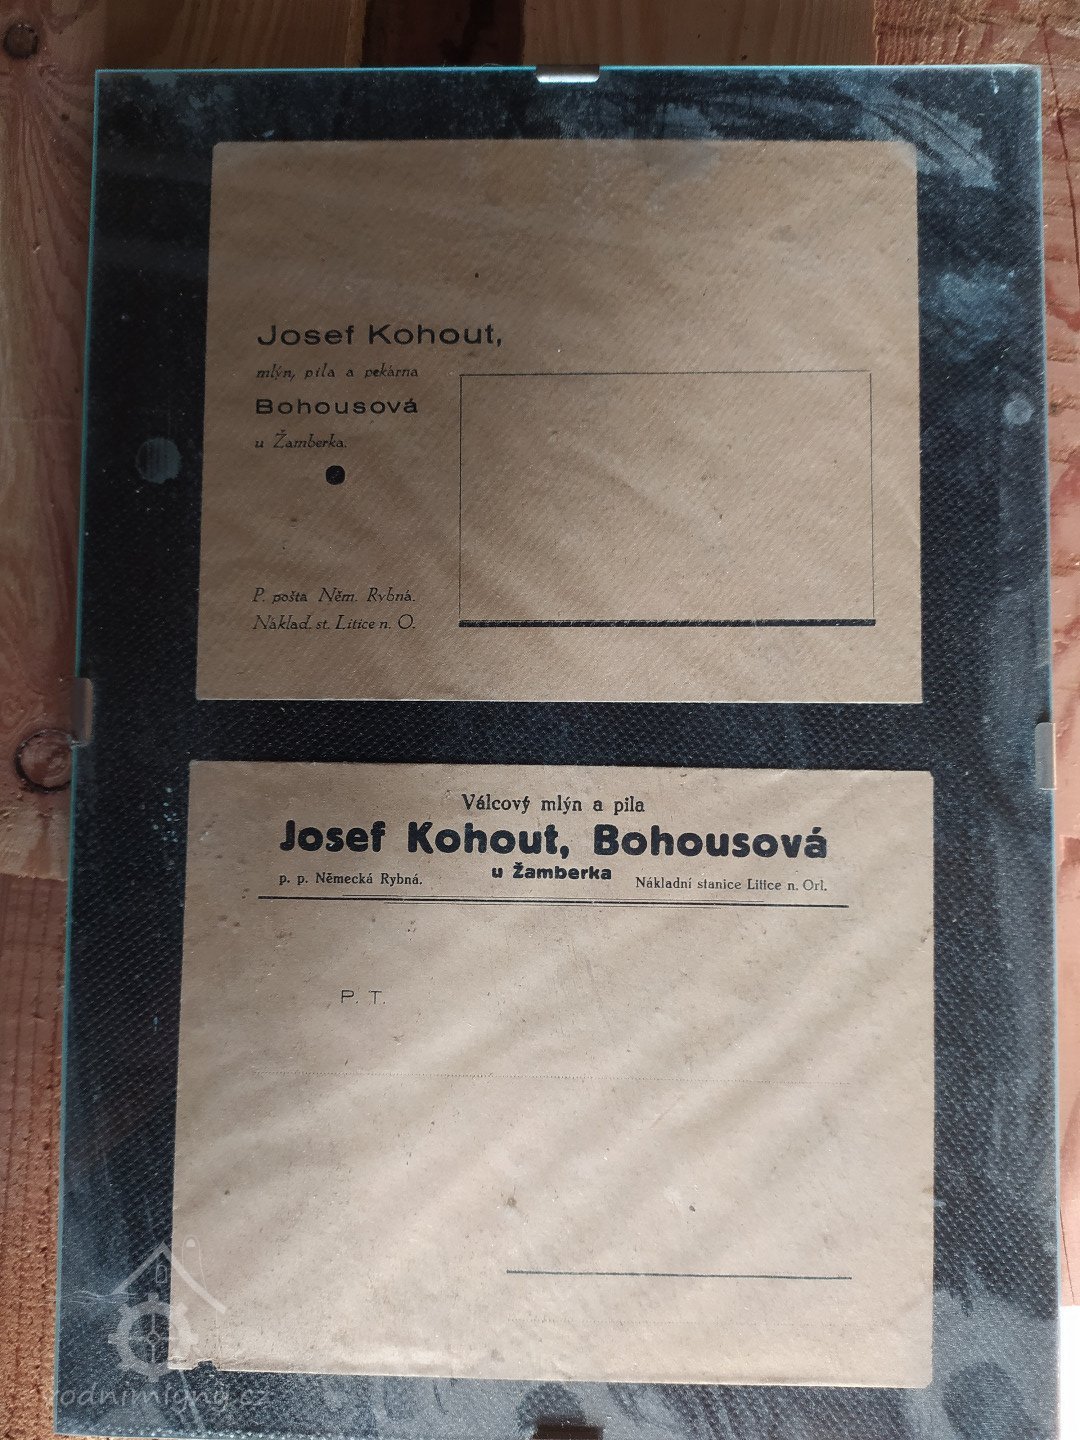 Josef Kohout,
mlýn, pila a pekárna
Bohousová
u Žamberka.
P. pošta Něm. Rybná.
Náklad. st. Litice n. O.
Válcový mlýn a pila
Josef Kohout, Bohousová
u Žamberka
p. p. Německá Rybná.
Nákladní stanice Litice n. Orl.
P. T.
vodnimlyny.cz